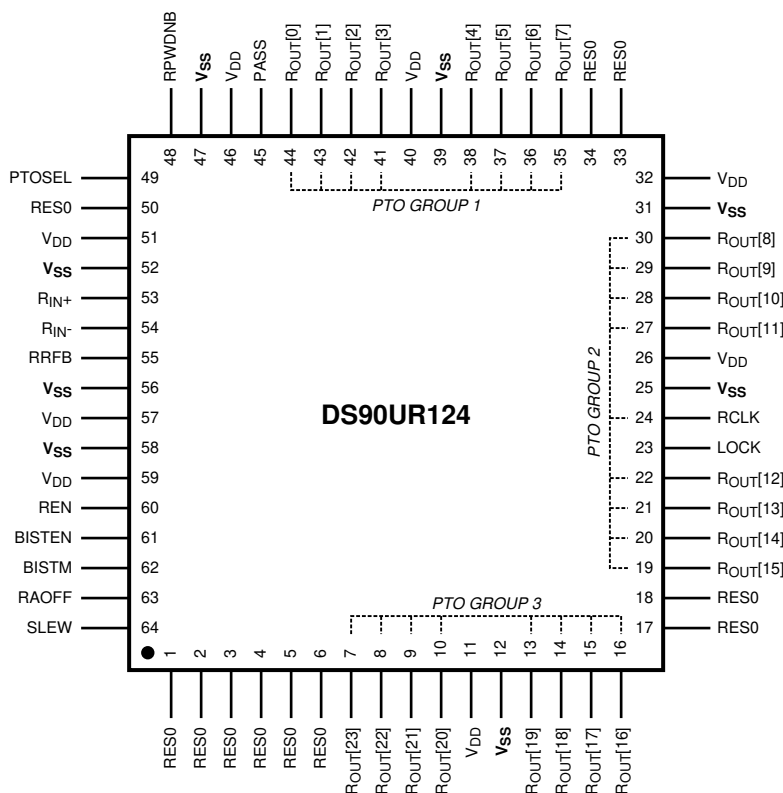 RPWDNB
VSS
VDD
PASS
ROUT[0]
ROUT[1]
ROUT[2]
ROUT[3]
VDD
VSS
ROUT[4]
ROUT[5]
ROUT[6]
ROUT[7]
RES0
RES0
48
47
46
45
44
43
42
41
40
39
38
37
36
35
34
33
PTO GROUP 1
PTOSEL 49
RES0 50
VDD 51
VSS 52
RIN+ 53
RIN- 54
RRFB 55
VSS 56
VDD 57
VSS 58
VDD 59
REN 60
BISTEN 61
BISTM 62
RAOFF 63
SLEW 64
DS90UR124
PTO GROUP 2
32 VDD
31 VSS
30 ROUT[8]
29 ROUT[9]
28 ROUT[10]
27 ROUT[11]
26 VDD
25 VSS
24 RCLK
23 LOCK
22 ROUT[12]
21 ROUT[13]
20 ROUT[14]
19 ROUT[15]
18 RES0
17 RES0
PTO GROUP 3
1
2
3
4
5
6
7
8
9
10
11
12
13
14
15
16
RES0
RES0
RES0
RES0
RES0
RES0
ROUT[23]
ROUT[22]
ROUT[21]
ROUT[20]
VDD
VSS
ROUT[19]
ROUT[18]
ROUT[17]
ROUT[16]